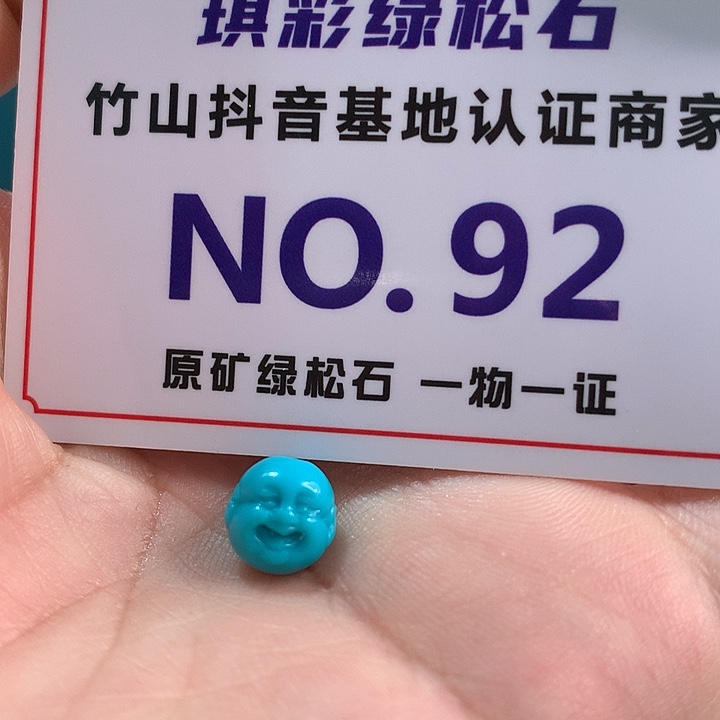 琪彩绿松石
竹山抖音基地认证商家
NO.92
原矿绿松石 一物一证